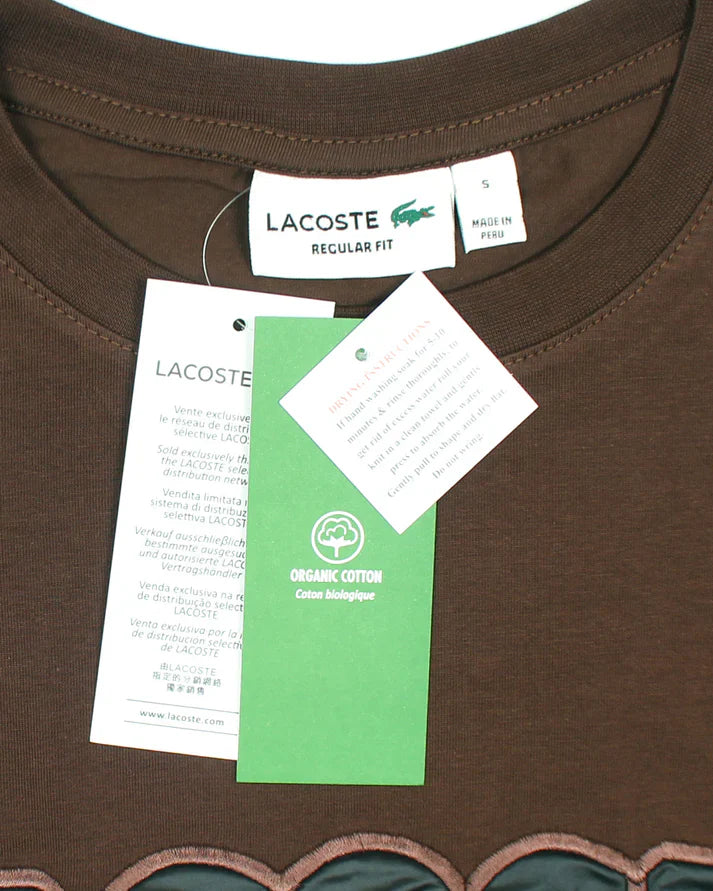 LACOSTE
REGULAR FIT
S
MADE IN
PERU
LACOSTE
Vente exclusive
le réseau de distri
sélective LACO
Sold exclusively th
the LACOSTE sele
distribution netw
Vendita limitata
sistema di distribuz
selettiva LACOST
Verkauf ausschließlich
bestimmte ausgesu
und autorisierte LACO
Vertragshändler
Venda exclusiva na re
de distribuição select
LACOSTE
Venta exclusiva por la
de distribución selectiv
de LACOSTE
由LACOSTE
指定的分銷網絡
獨家銷售
www.lacoste.com
ORGANIC COTTON
Coton biologique
DRYING INSTRUCTIONS
If hand washing soak for 5-10
minutes & rinse thoroughly, to
get rid of excess water roll your
knit in a clean towel and gently
press to absorb the water.
Gently pull to shape and dry flat.
Do not wring.